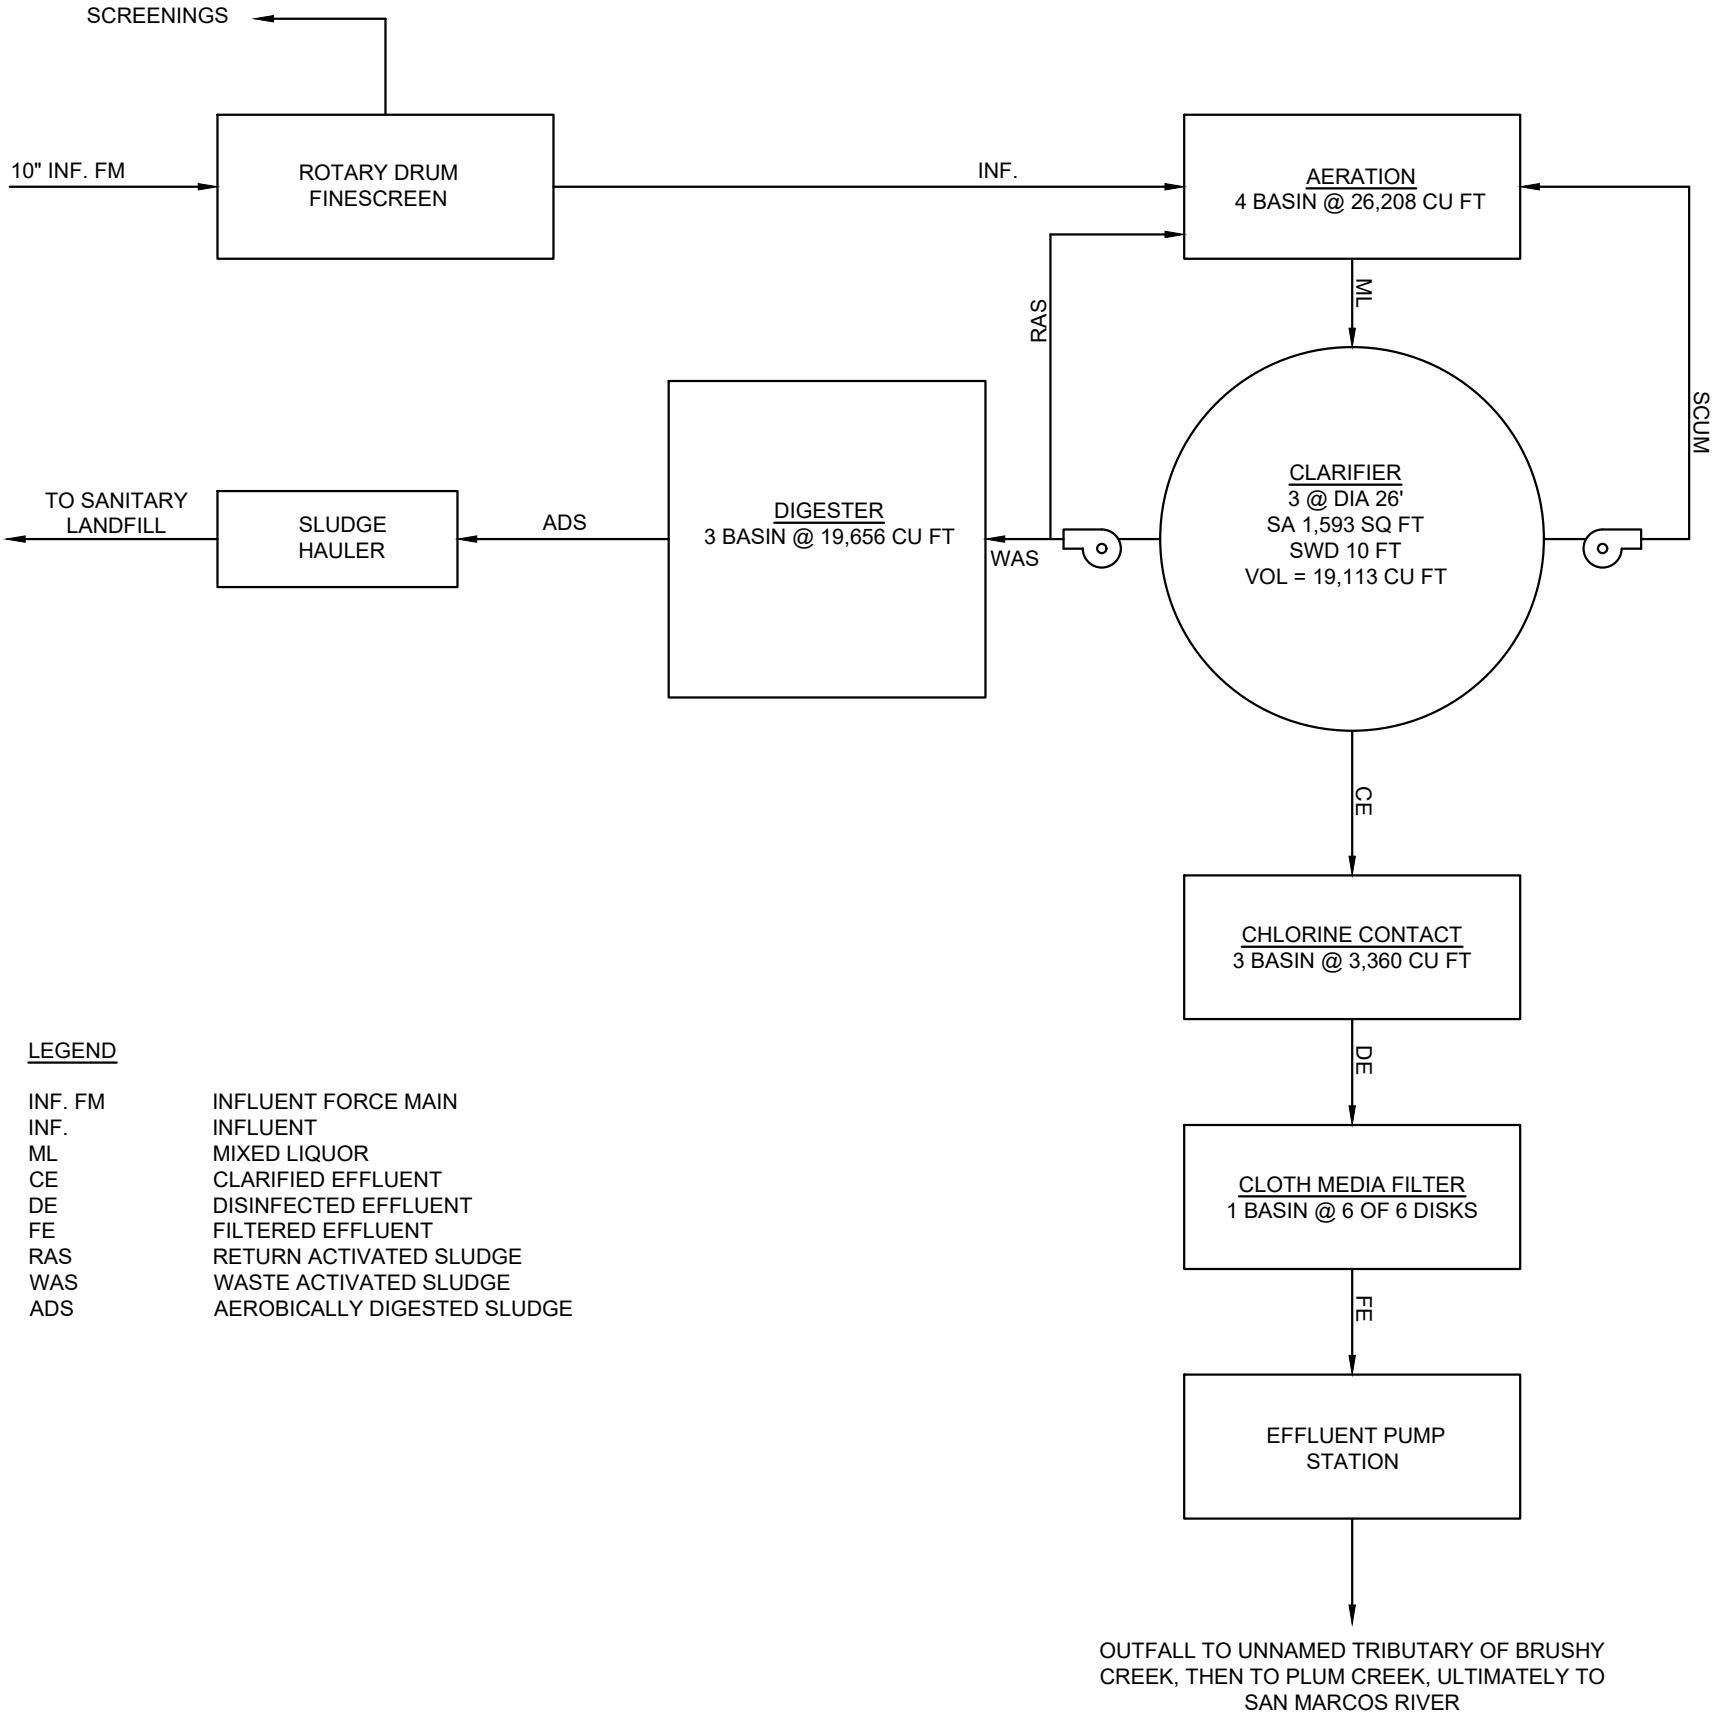 SCREENINGS
10" INF. FM
ROTARY DRUM
FINESCREEN
INF.
AERATION
4 BASIN @ 26,208 CU FT
RAS
ML
SCUM
CLARIFIER
3 @ DIA 26'
SA 1,593 SQ FT
SWD 10 FT
VOL = 19,113 CU FT
TO SANITARY
LANDFILL
SLUDGE
HAULER
ADS
DIGESTER
3 BASIN @ 19,656 CU FT
WAS
CE
CHLORINE CONTACT
3 BASIN @ 3,360 CU FT
DE
CLOTH MEDIA FILTER
1 BASIN @ 6 OF 6 DISKS
FE
EFFLUENT PUMP
STATION
OUTFALL TO UNNAMED TRIBUTARY OF BRUSHY
CREEK, THEN TO PLUM CREEK, ULTIMATELY TO
SAN MARCOS RIVER
LEGEND
INF. FM INFLUENT FORCE MAIN
INF. INFLUENT
ML MIXED LIQUOR
CE CLARIFIED EFFLUENT
DE DISINFECTED EFFLUENT
FE FILTERED EFFLUENT
RAS RETURN ACTIVATED SLUDGE
WAS WASTE ACTIVATED SLUDGE
ADS AEROBICALLY DIGESTED SLUDGE